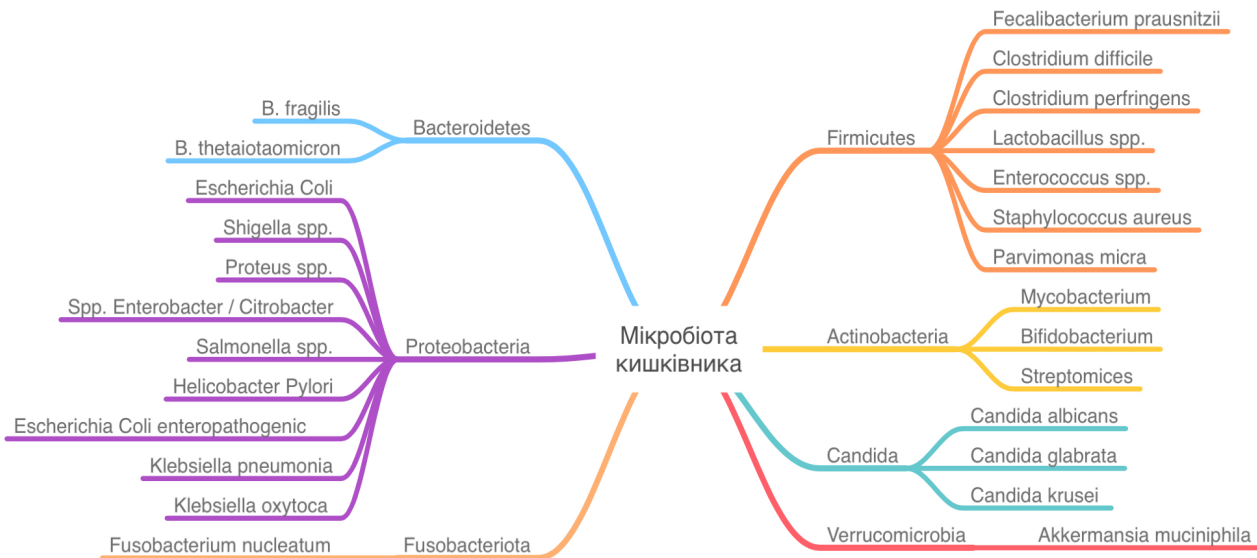 Мікробіота
кишківника
Bacteroidetes
B. fragilis
B. thetaiotaomicron
Proteobacteria
Escherichia Coli
Shigella spp.
Proteus spp.
Spp. Enterobacter / Citrobacter
Salmonella spp.
Helicobacter Pylori
Escherichia Coli enteropathogenic
Klebsiella pneumonia
Klebsiella oxytoca
Fusobacteriota
Fusobacterium nucleatum
Firmicutes
Fecalibacterium prausnitzii
Clostridium difficile
Clostridium perfringens
Lactobacillus spp.
Enterococcus spp.
Staphylococcus aureus
Parvimonas micra
Actinobacteria
Mycobacterium
Bifidobacterium
Streptomices
Candida
Candida albicans
Candida glabrata
Candida krusei
Verrucomicrobia
Akkermansia muciniphila